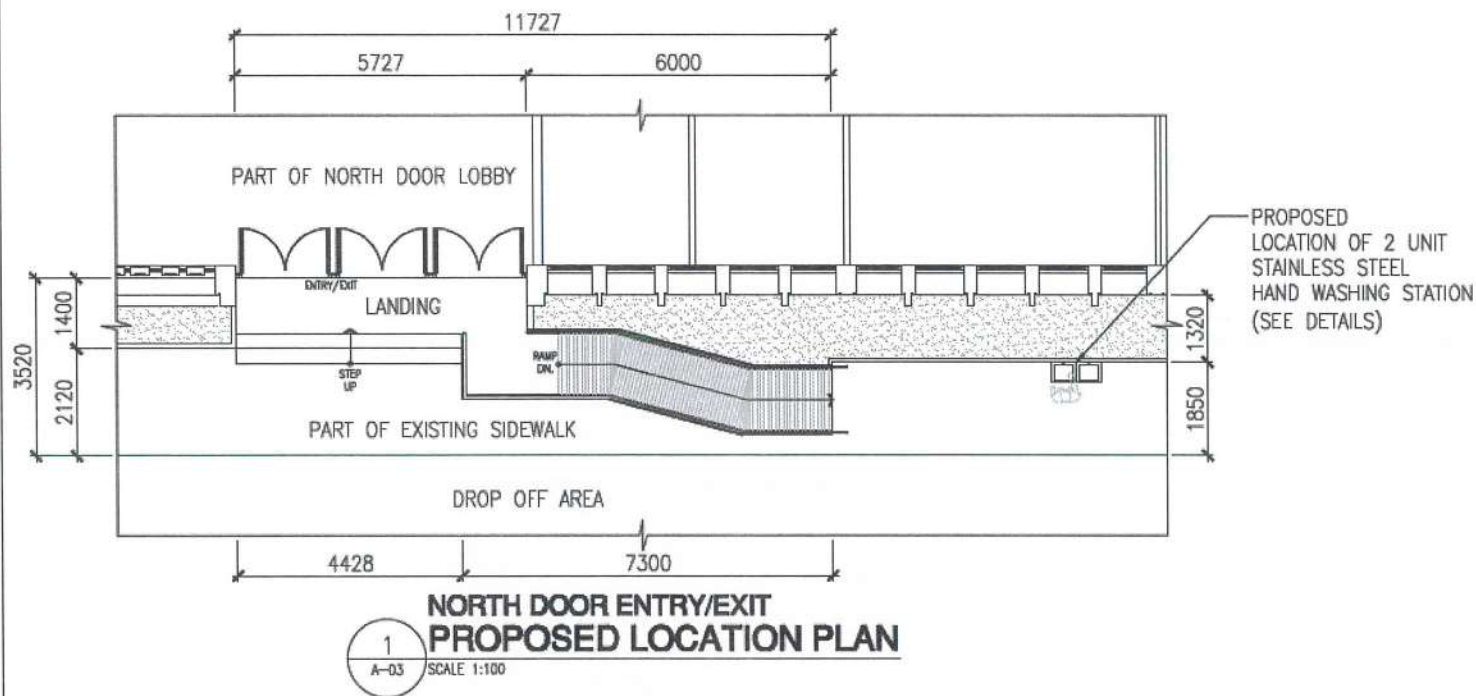 11727
5727
6000
PART OF NORTH DOOR LOBBY
ENTRY/EXIT
LANDING
STEP
UP
RAMP
DN.
PROPOSED
LOCATION OF 2 UNIT
STAINLESS STEEL
HAND WASHING STATION
(SEE DETAILS)
3520
1400
2120
1320
1850
PART OF EXISTING SIDEWALK
DROP OFF AREA
4428
7300
NORTH DOOR ENTRY/EXIT
1
PROPOSED LOCATION PLAN
A-03
SCALE 1:100